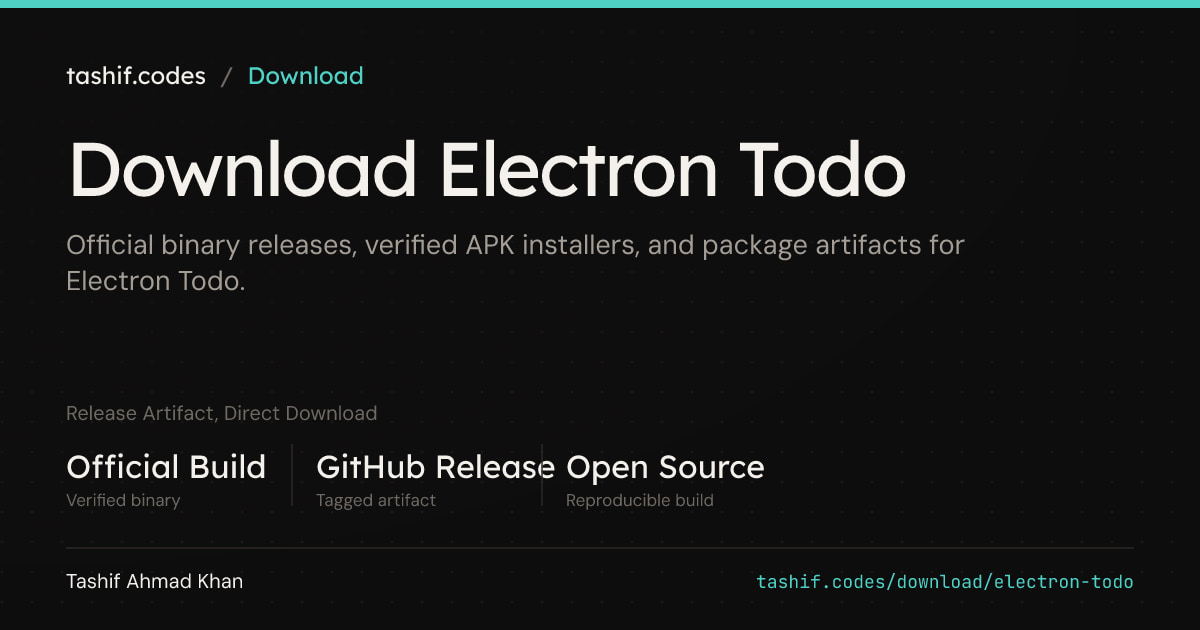 tashif.codes / Download
Download Electron Todo
Official binary releases, verified APK installers, and package artifacts for
Electron Todo.
Release Artifact, Direct Download
Official Build GitHub Release Open Source
Verified binary Tagged artifact Reproducible build
Tashif Ahmad Khan tashif.codes/download/electron-todo